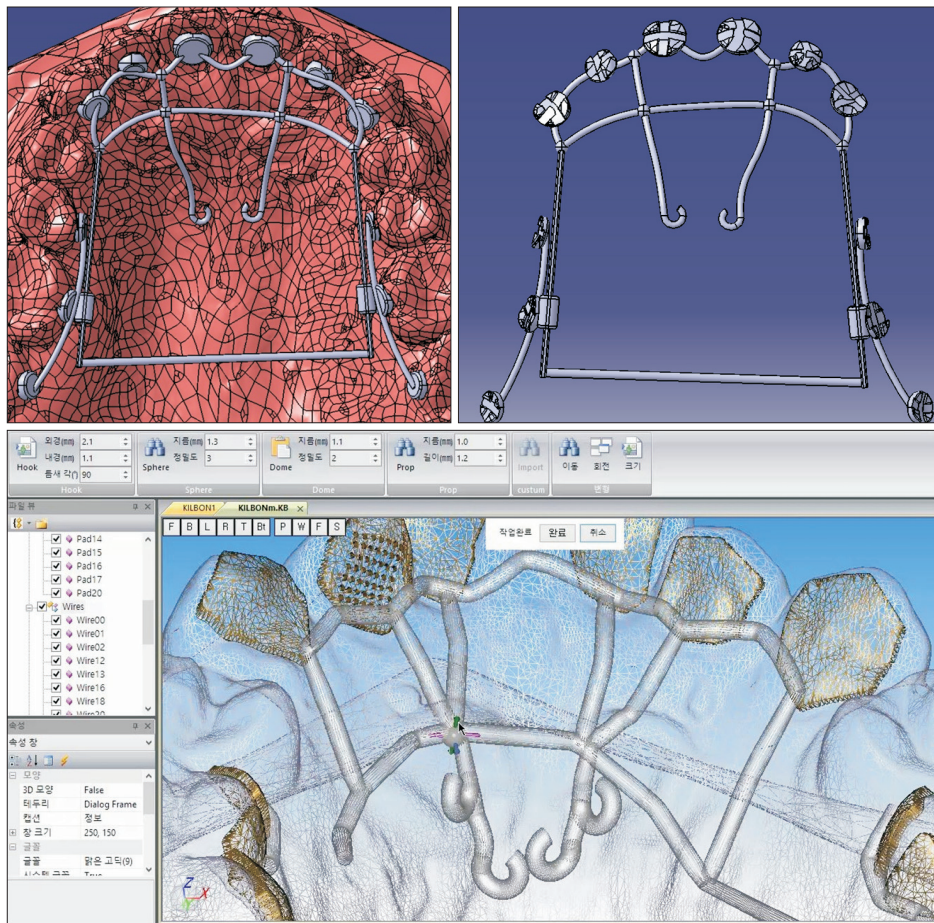 외경(mm) 2.1 지름(mm) 1.3 지름(mm) 1.1 지름(mm) 1.0
내경(mm) 1.1 정밀도 3 정밀도 2 길이(mm) 1.2
Hook Sphere Dome Prop Import 이동 회전 크기
틈새 각(°) 90
Hook Sphere Dome Prop custum 변형
파일 뷰
KILBON1 KILBONm.KB
F B L R T Bt P W F S
작업완료 완료 취소
Pad14
Pad15
Pad16
Pad17
Pad20
Wires
Wire00
Wire01
Wire02
Wire12
Wire13
Wire16
Wire18
속성
속성 창
모양
3D 모양 False
테두리 Dialog Frame
캡션 정보
창 크기 250, 150
글꼴
글꼴 맑은 고딕(9)
Z
X